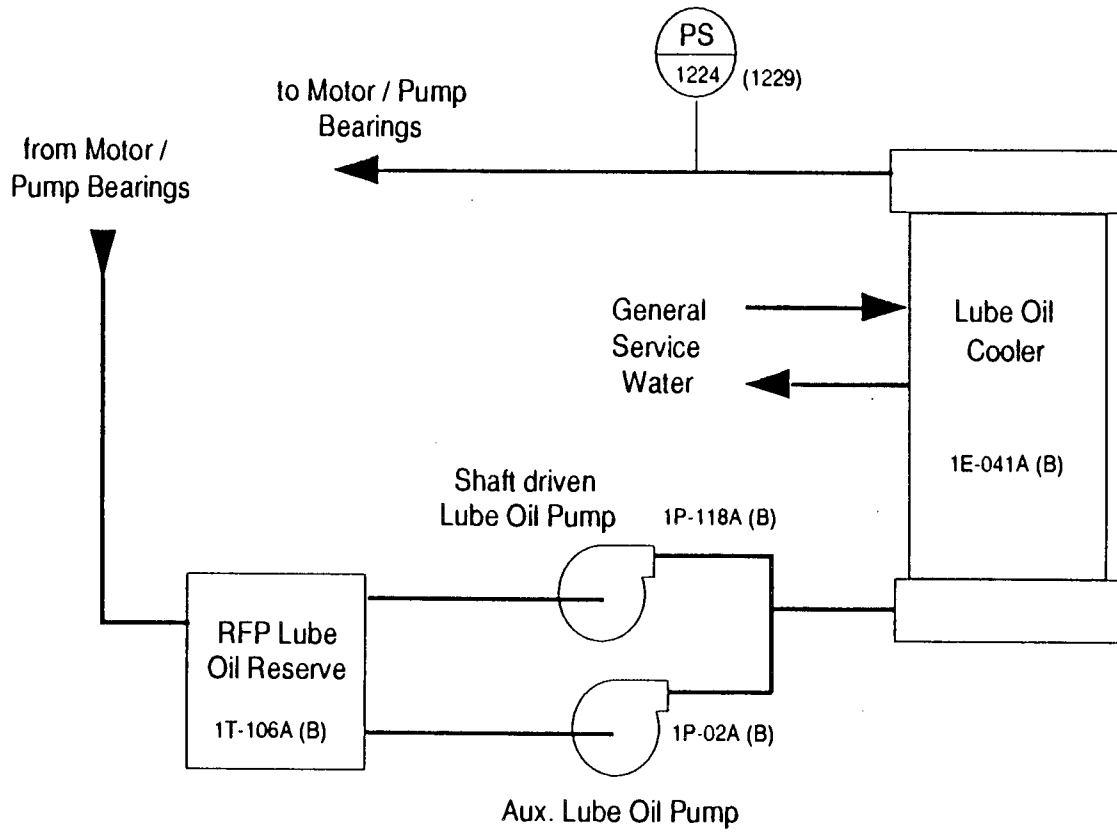 PS
1224 (1229)
to Motor / Pump
Bearings
from Motor /
Pump Bearings
General
Service
Water
Lube Oil
Cooler
1E-041A (B)
Shaft driven
Lube Oil Pump
1P-118A (B)
RFP Lube
Oil Reserve
1T-106A (B)
1P-02A (B)
Aux. Lube Oil Pump